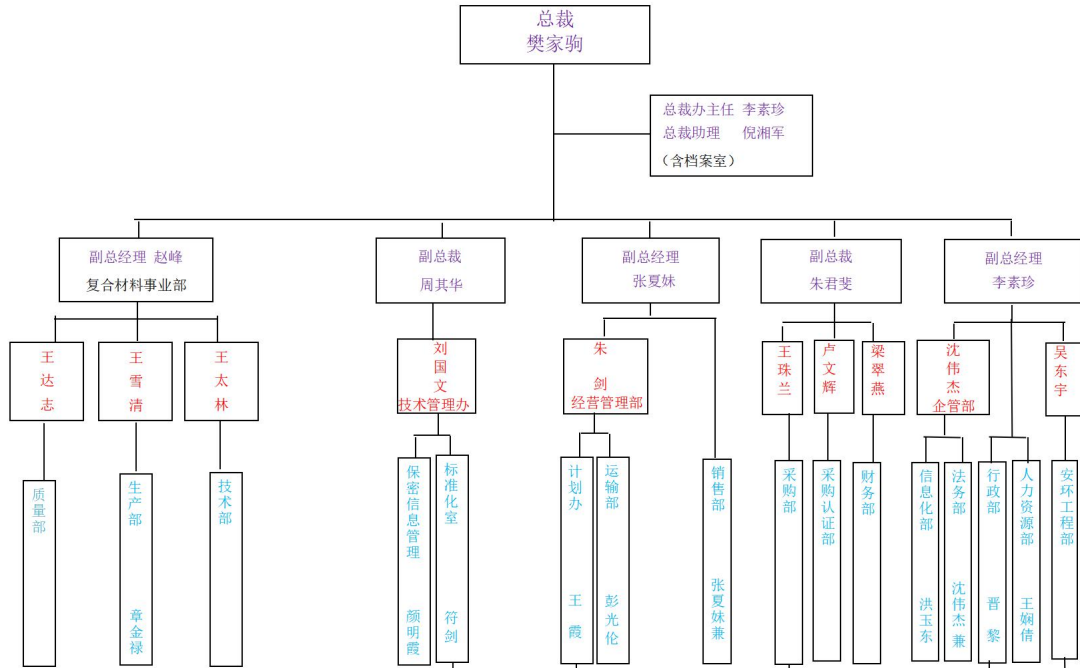 总裁
樊家驹
总裁办主任 李素珍
总裁助理 倪湘军
（含档案室）
副总经理 赵峰
复合材料事业部
副总裁
周其华
副总经理
张夏妹
副总裁
朱君斐
副总经理
李素珍
王达志
王雪清
王太林
刘国文
技术管理办
朱剑
经营管理部
王珠兰
卢文辉
梁翠燕
沈伟杰
企管部
吴东宇
质量部
生产部 章金禄
技术部
保密信息管理 颜明霞
标准化室 符剑
计划办 王霞
运输部 彭光伦
销售部 张夏妹兼
采购部
采购认证部
财务部
信息化部 洪玉东
法务部 沈伟杰兼
行政部 晋黎
人力资源部 王娴倩
安环工程部